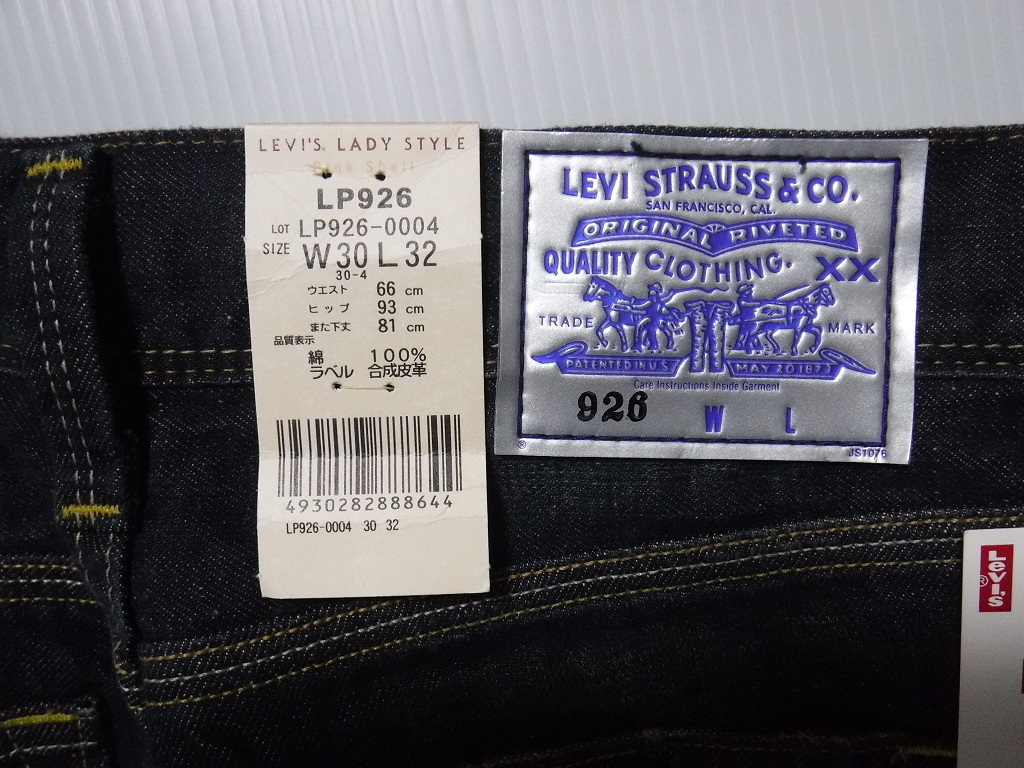 LEVI'S® LADY STYLE
Pink Shell
LP926
LOT LP926-0004
SIZE W30 L32
30-4
ウエスト 66 cm
ヒップ 93 cm
また下丈 81 cm
品質表示
綿 100%
ラベル 合成皮革
4930282888644
LP926-0004 30 32
LEVI STRAUSS & CO.
SAN FRANCISCO, CAL.
ORIGINAL RIVETED
QUALITY CLOTHING. XX
TRADE MARK
PATENTED IN U.S. MAY 20 1873
Care Instructions Inside Garment
926 W L
® JS1076
Levi's®